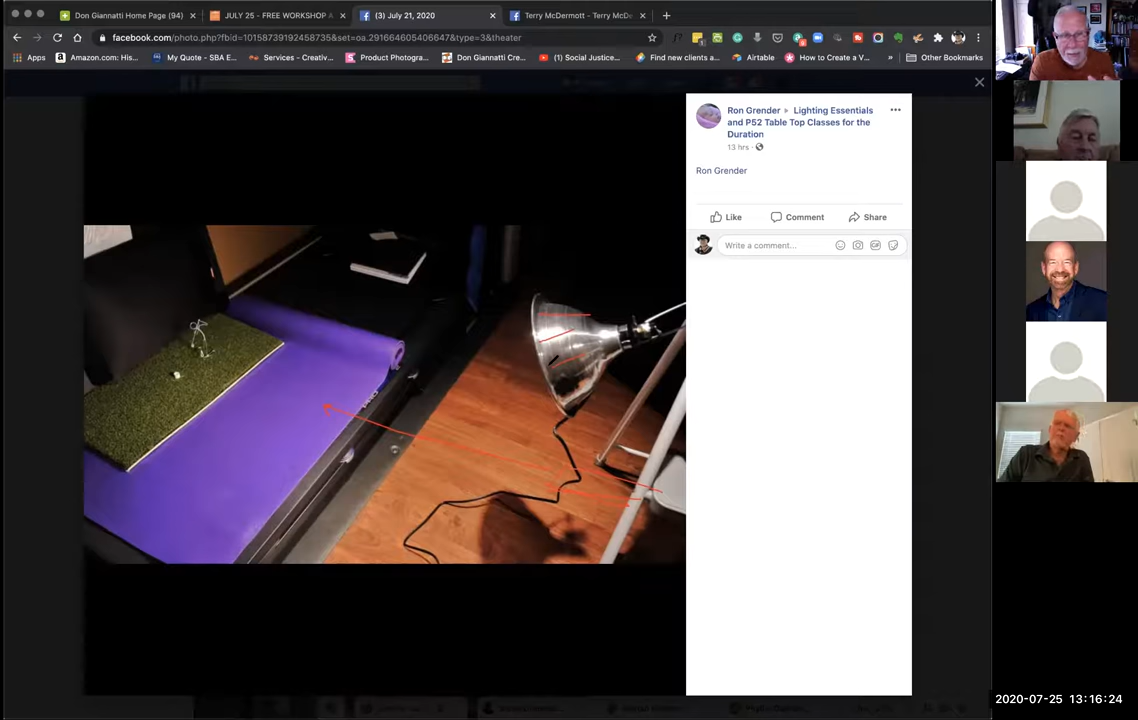 Don Giannatti Home Page (94)
JULY 25 - FREE WORKSHOP A
(3) July 21, 2020
Terry McDermott - Terry McDe
facebook.com/photo.php?fbid=10158739192458735&set=oa.291664605406647&type=3&theater
Apps
Amazon.com: His...
My Quote - SBA E...
Services - Creativ...
Product Photogra...
Don Giannatti Cre...
(1) Social Justice...
Find new clients a...
Airtable
How to Create a V...
»
Other Bookmarks
Ron Grender ▸ Lighting Essentials
and P52 Table Top Classes for the
Duration
13 hrs ·
Ron Grender
Like
Comment
Share
Write a comment...
2020-07-25 13:16:24